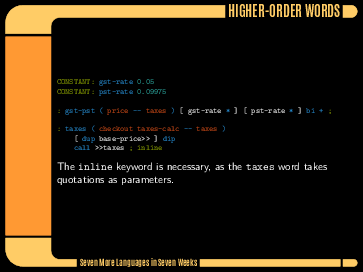 HIGHER-ORDER WORDS
CONSTANT: gst-rate 0.05
CONSTANT: pst-rate 0.09975
: gst-pst ( price -- taxes ) [ gst-rate * ] [ pst-rate * ] bi + ;
: taxes ( checkout taxes-calc -- taxes )
[ dup base-price>> ] dip
call >>taxes ; inline
The inline keyword is necessary, as the taxes word takes
quotations as parameters.
Seven More Languages in Seven Weeks